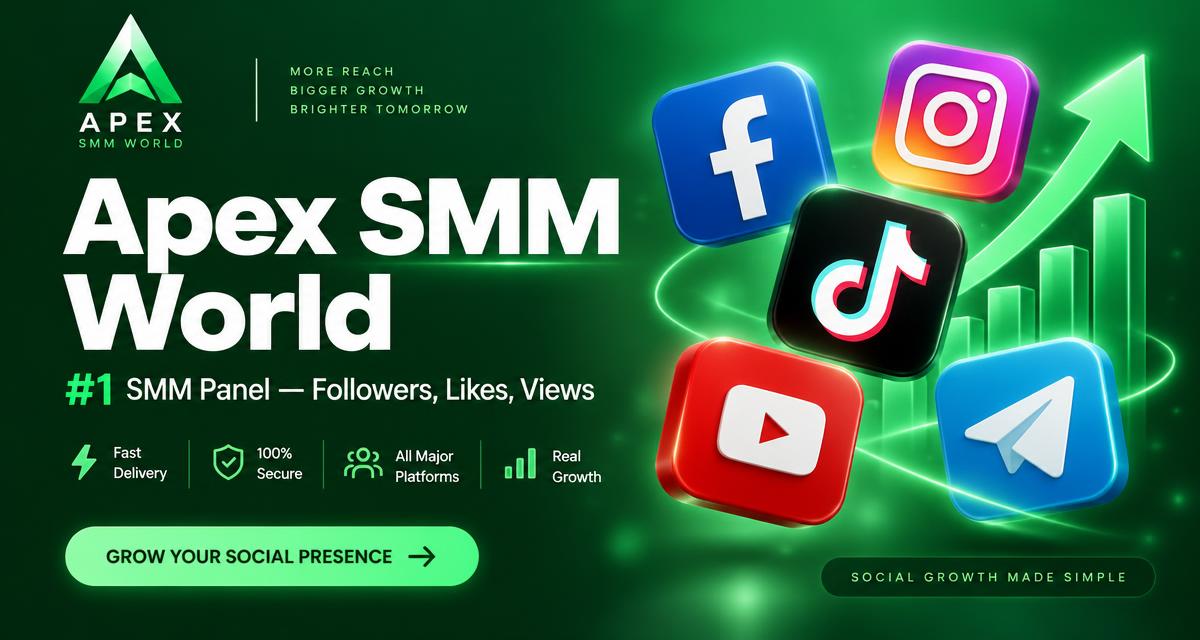 APEX
SMM WORLD
MORE REACH
BIGGER GROWTH
BRIGHTER TOMORROW
Apex SMM
World
#1 SMM Panel — Followers, Likes, Views
Fast
Delivery
100%
Secure
All Major
Platforms
Real
Growth
GROW YOUR SOCIAL PRESENCE
SOCIAL GROWTH MADE SIMPLE